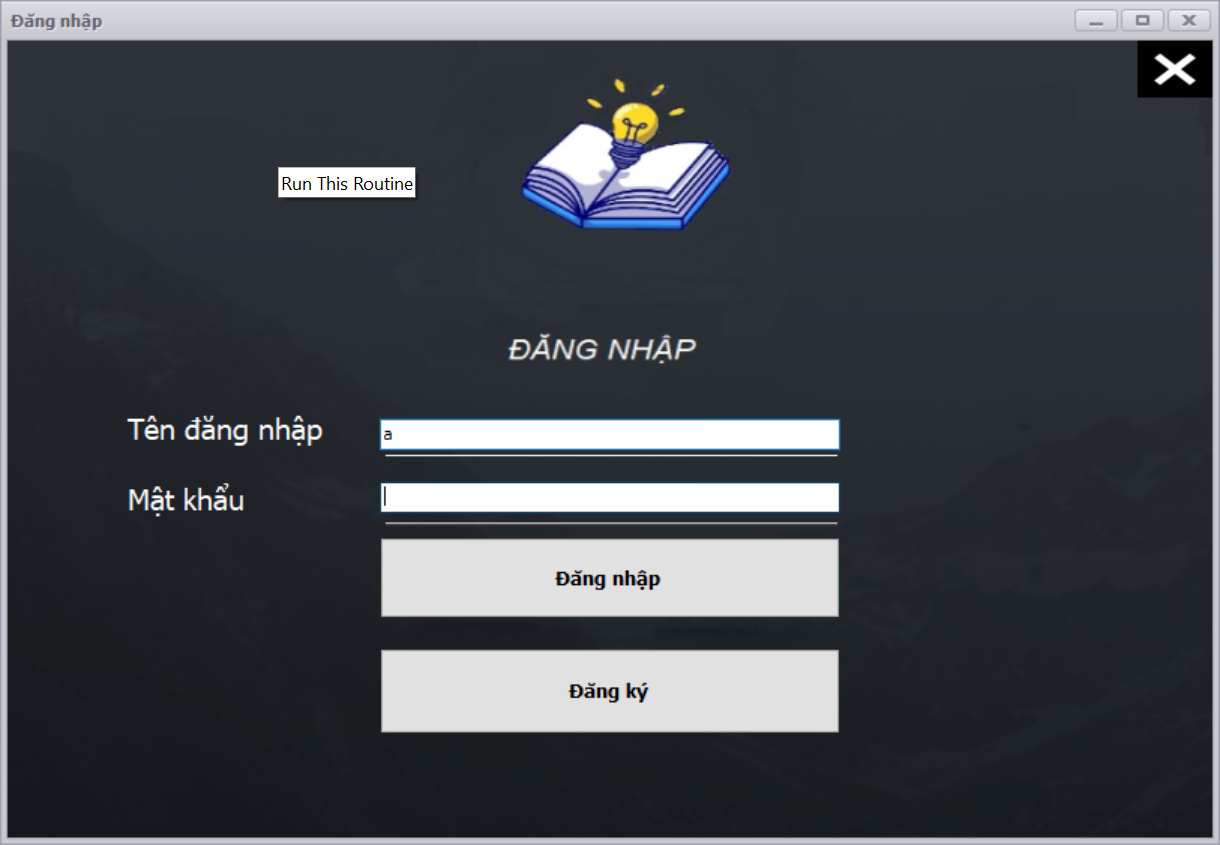 Đăng nhập
Run This Routine
ĐĂNG NHẬP
Tên đăng nhập
a
Mật khẩu
Đăng nhập
Đăng ký